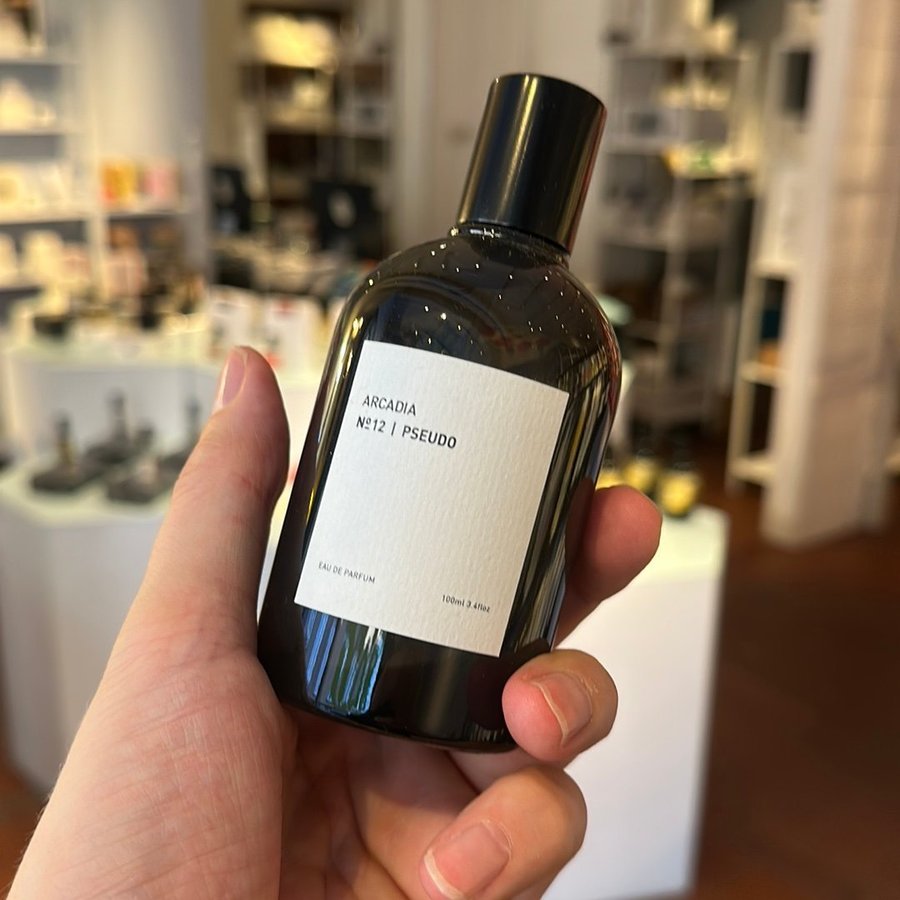 ARCADIA
Nº12 | PSEUDO
EAU DE PARFUM
100ml 3.4floz